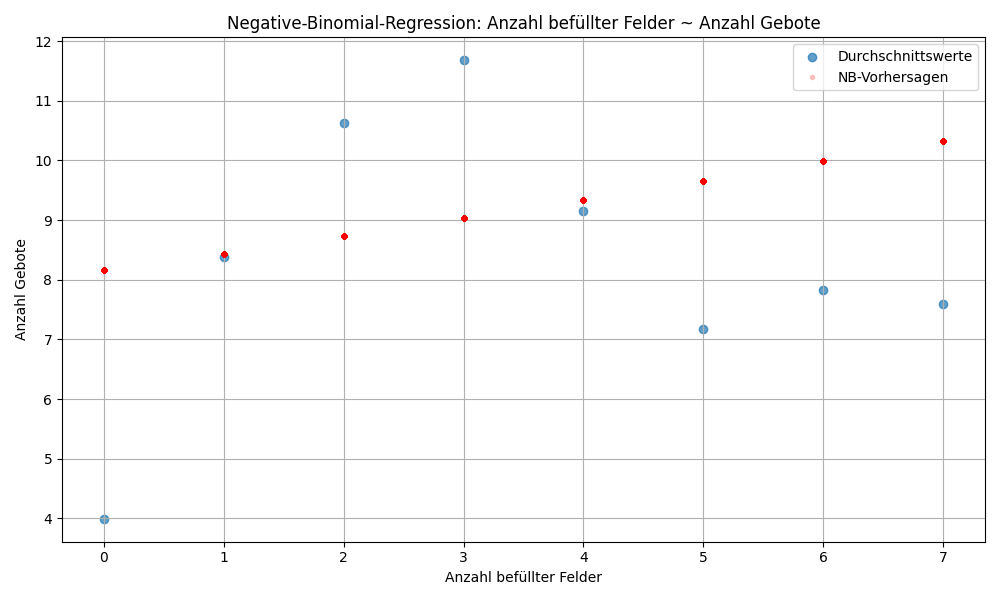 Negative-Binomial-Regression: Anzahl befüllter Felder ~ Anzahl Gebote
12
11
10
9
8
7
6
5
4
Anzahl Gebote
Durchschnittswerte
NB-Vorhersagen
0 1 2 3 4 5 6 7
Anzahl befüllter Felder